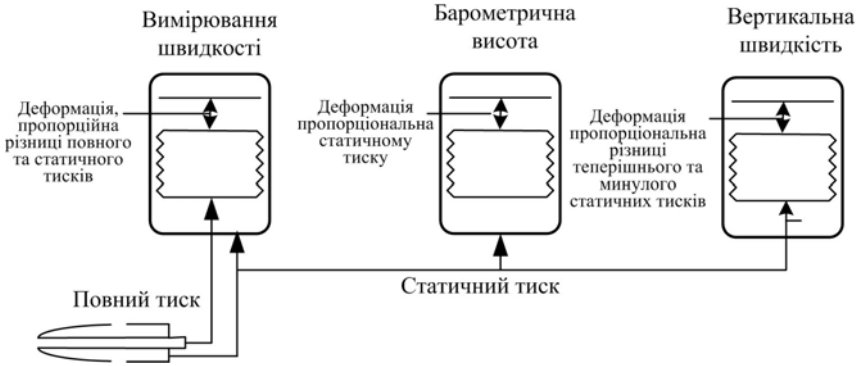 Вимірювання
швидкості
Барометрична
висота
Вертикальна
швидкість
Деформація,
пропорційна
різниці повного
та статичного
тисків
Деформація
пропорціональна
статичному
тиску
Деформація
пропорціональна
різниці
теперішнього та
минулого
статичних тисків
Повний тиск
Статичний тиск